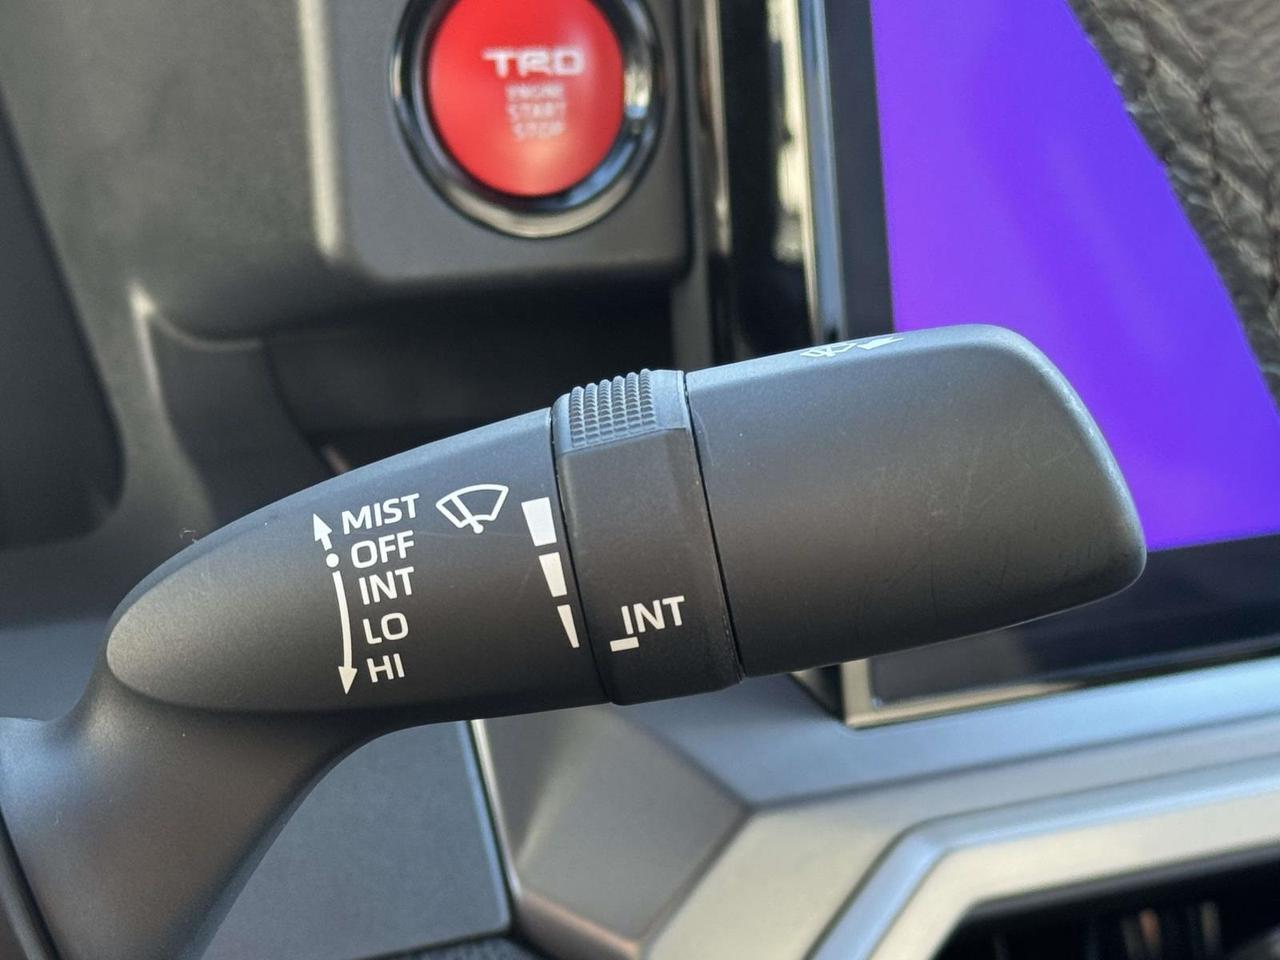 TRD
ENGINE
START
STOP
MIST
OFF
INT
LO
HI
INT